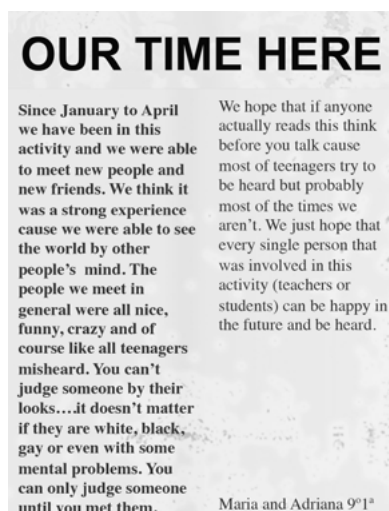 OUR TIME HERE
Since January to April
we have been in this
activity and we were able
to meet new people and
new friends. We think it
was a strong experience
cause we were able to see
the world by other
people's  mind. The
people we meet in
general were all nice,
funny, crazy and of
course like all teenagers
misheard. You can't
judge someone by their
looks….it doesn't matter
if they are white, black,
gay or even with some
mental problems. You
can only judge someone
until you met them.
We hope that if anyone
actually reads this think
before you talk cause
most of teenagers try to
be heard but probably
most of the times we
aren't. We just hope that
every single person that
was involved in this
activity (teachers or
students) can be happy in
the future and be heard.
Maria and Adriana 9º1ª